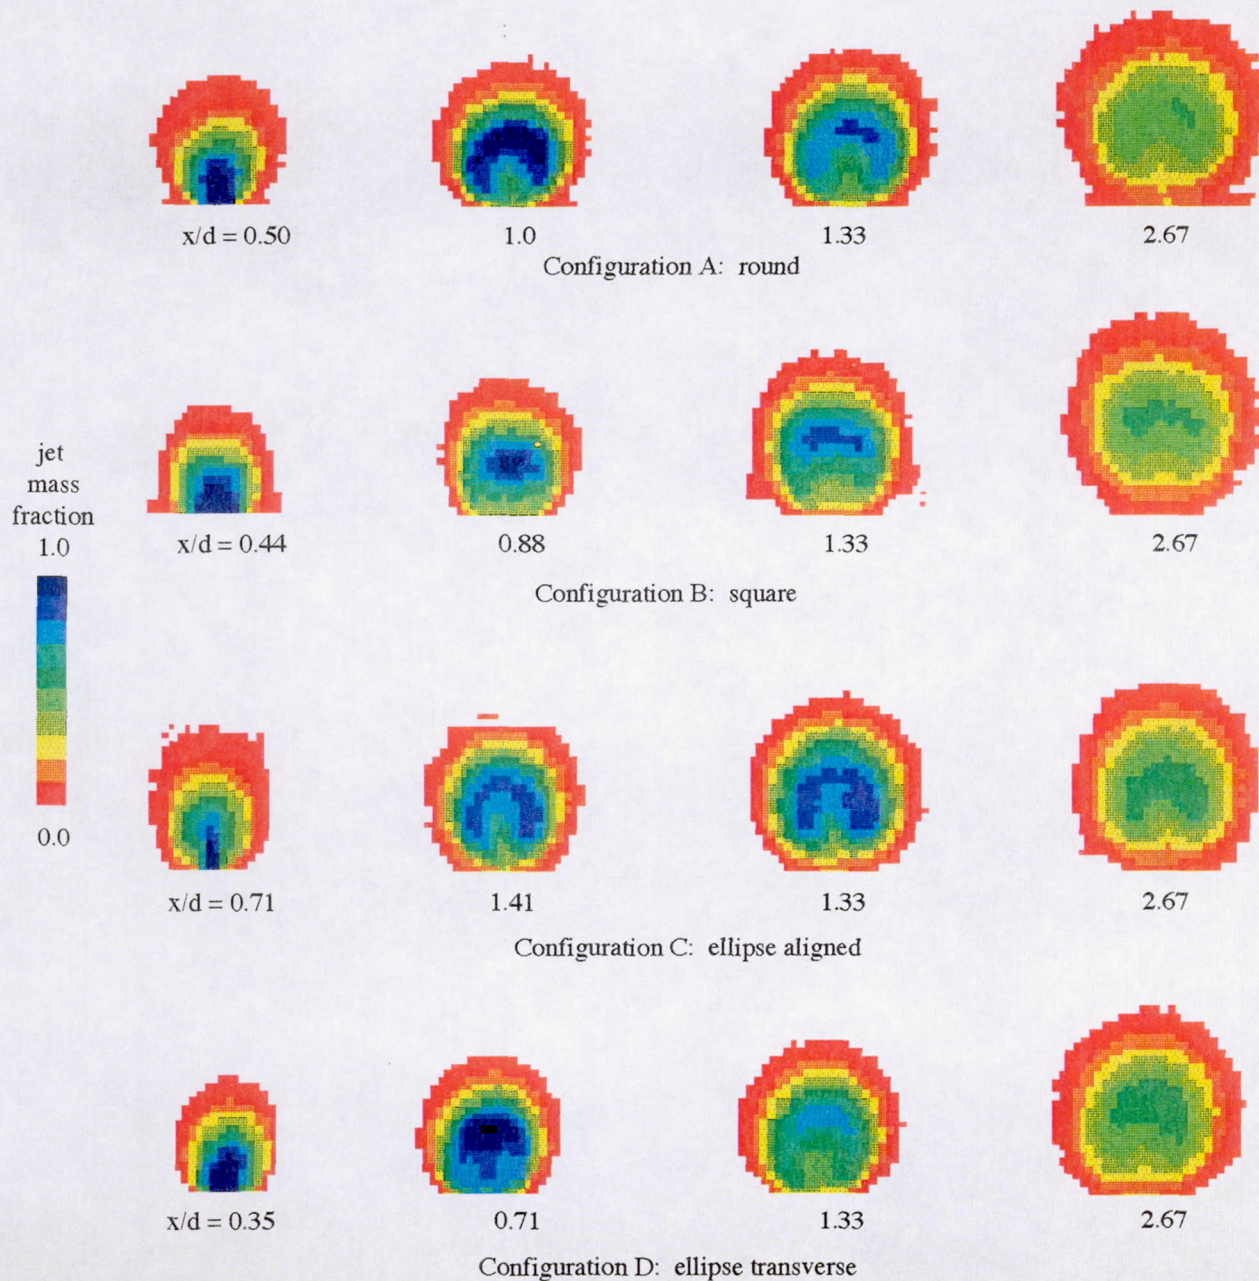 x/d = 0.50 1.0 1.33 2.67
Configuration A: round
jet
mass
fraction
1.0
0.0
x/d = 0.44 0.88 1.33 2.67
Configuration B: square
x/d = 0.71 1.41 1.33 2.67
Configuration C: ellipse aligned
x/d = 0.35 0.71 1.33 2.67
Configuration D: ellipse transverse